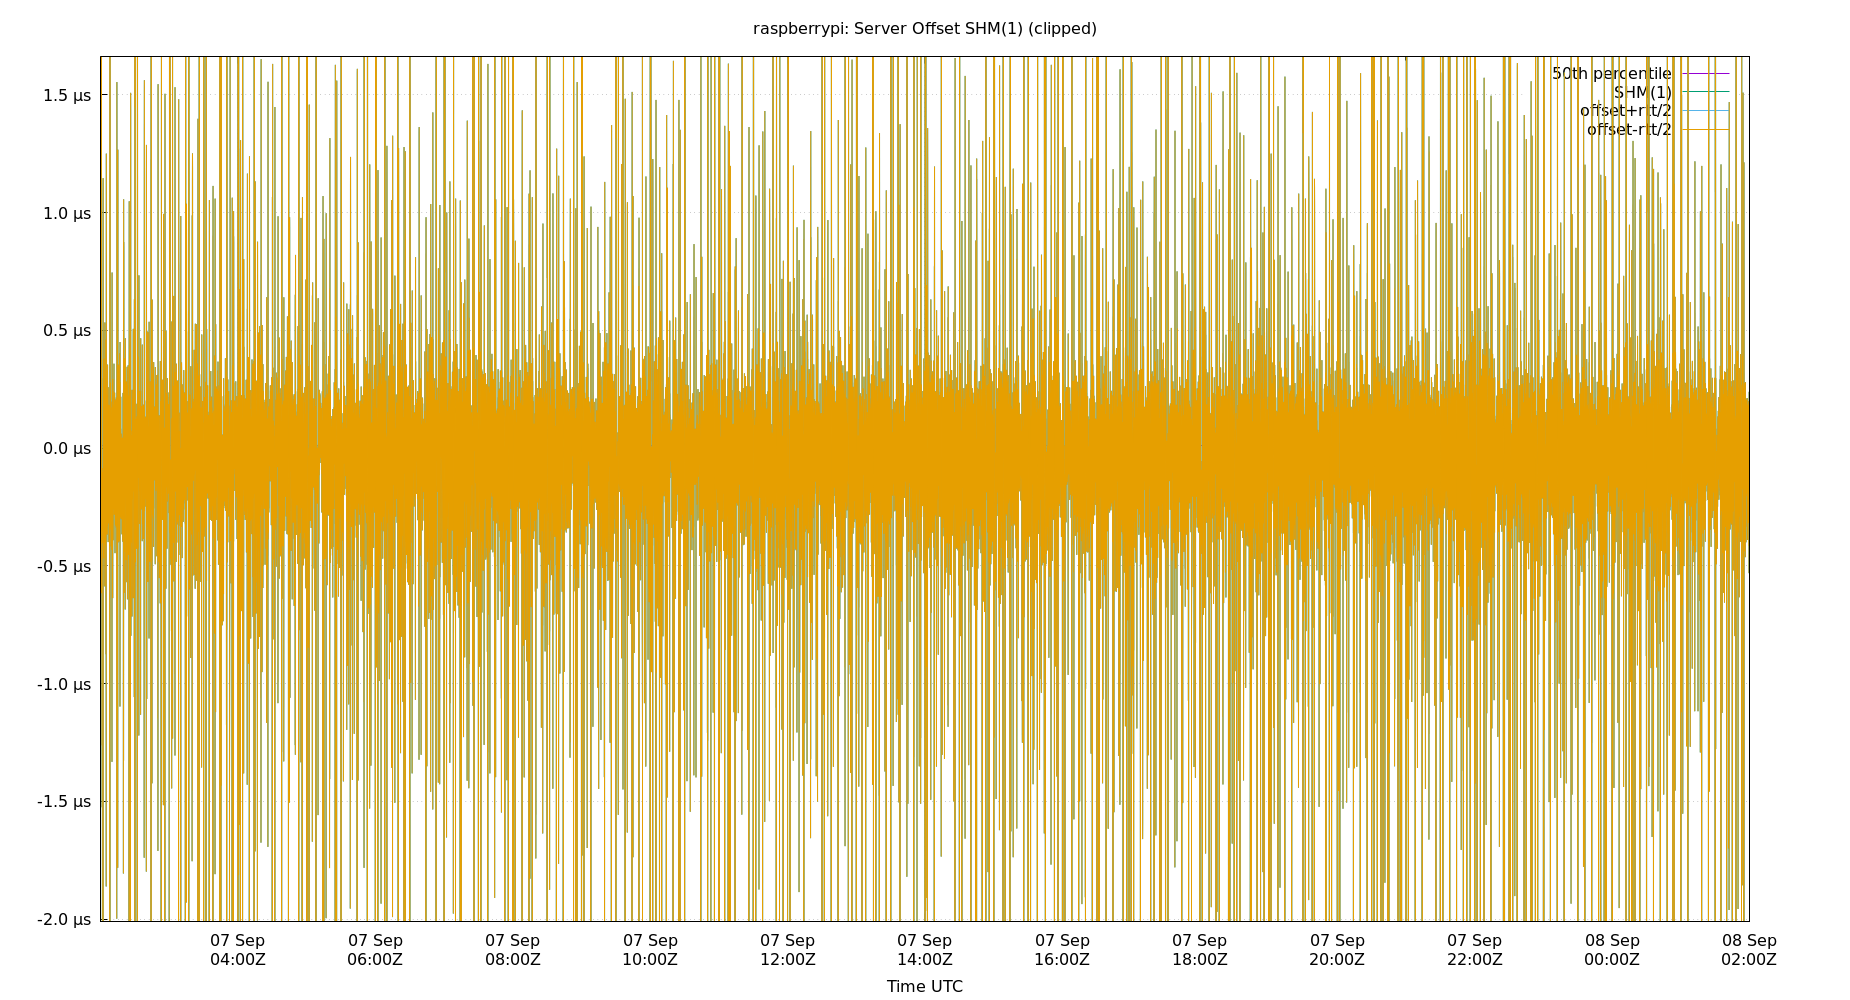 raspberrypi: Server Offset SHM(1) (clipped)
50th percentile
SHM(1)
offset+rtt/2
offset-rtt/2
1.5 µs
1.0 µs
0.5 µs
0.0 µs
-0.5 µs
-1.0 µs
-1.5 µs
-2.0 µs
07 Sep 07 Sep 07 Sep 07 Sep 07 Sep 07 Sep 07 Sep 07 Sep 07 Sep 07 Sep 08 Sep 08 Sep
04:00Z 06:00Z 08:00Z 10:00Z 12:00Z 14:00Z 16:00Z 18:00Z 20:00Z 22:00Z 00:00Z 02:00Z
Time UTC